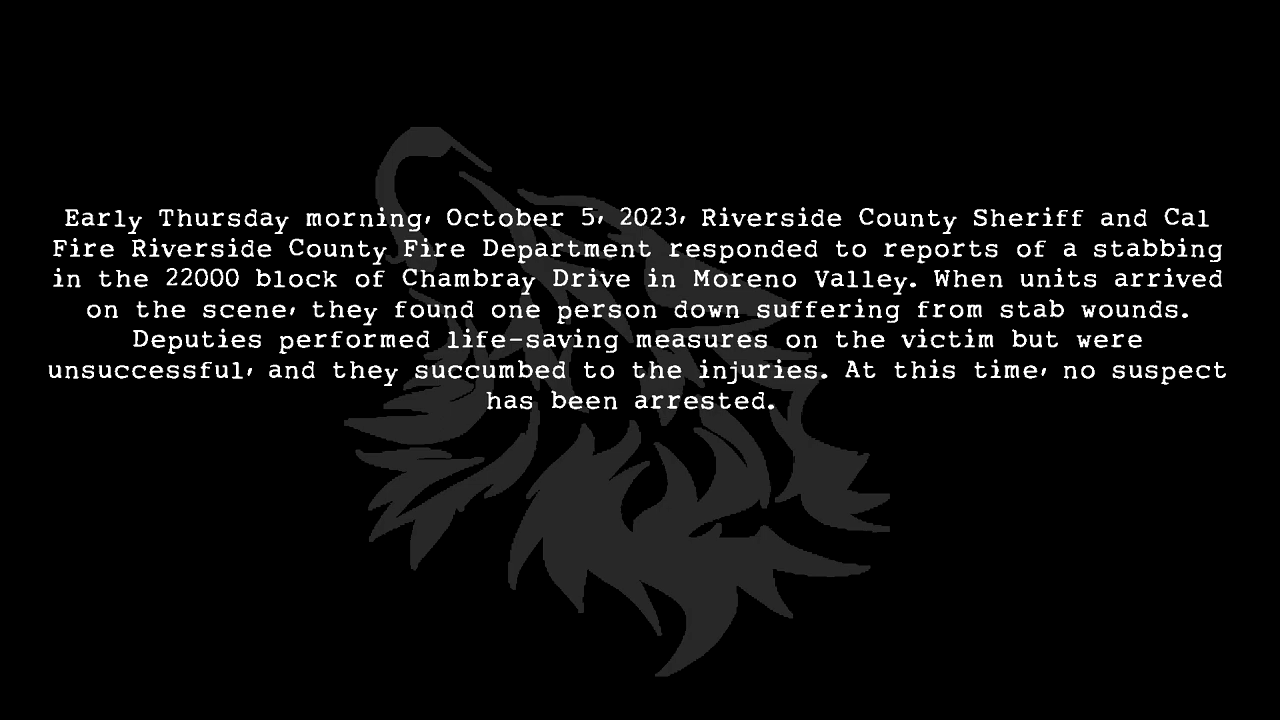 Early Thursday morning, October 5, 2023, Riverside County Sheriff and Cal
Fire Riverside County Fire Department responded to reports of a stabbing
in the 22000 block of Chambray Drive in Moreno Valley. When units arrived
on the scene, they found one person down suffering from stab wounds.
Deputies performed life-saving measures on the victim but were
unsuccessful, and they succumbed to the injuries. At this time, no suspect
has been arrested.